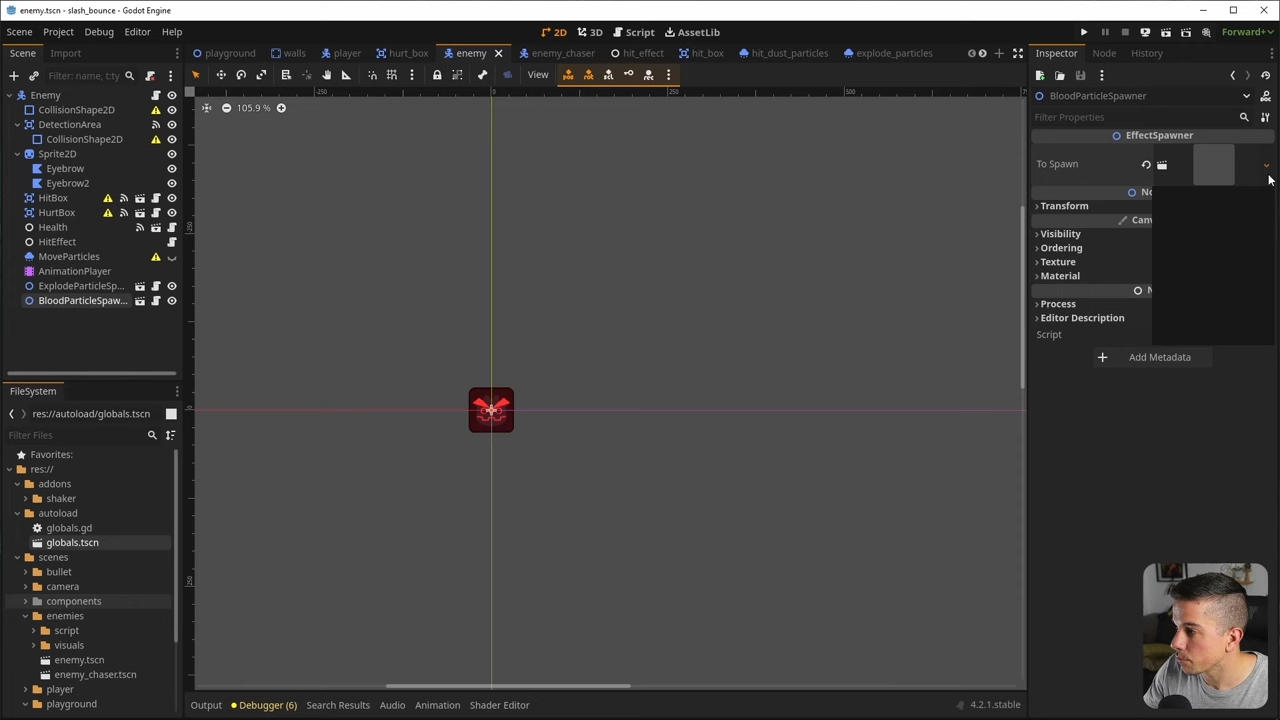 enemy.tscn - slash_bounce - Godot Engine
Scene Project Debug Editor Help
2D 3D Script AssetLib
Forward+
Scene Import
playground walls player hurt_box enemy enemy_chaser hit_effect hit_box hit_dust_particles explode_particles
Inspector Node History
Filter: name, t:ty
View
BloodParticleSpawner
Filter Properties
EffectSpawner
To Spawn
Transform
Visibility
Ordering
Texture
Material
Process
Editor Description
Script
Add Metadata
105.9 %
-250
0
250
500
Enemy
CollisionShape2D
DetectionArea
CollisionShape2D
Sprite2D
Eyebrow
Eyebrow2
HitBox
HurtBox
Health
HitEffect
MoveParticles
AnimationPlayer
ExplodeParticleSp...
BloodParticleSpaw...
FileSystem
res://autoload/globals.tscn
Filter Files
Favorites:
res://
addons
shaker
autoload
globals.gd
globals.tscn
scenes
bullet
camera
components
enemies
script
visuals
enemy.tscn
enemy_chaser.tscn
player
playground
Output Debugger (6) Search Results Audio Animation Shader Editor
4.2.1.stable